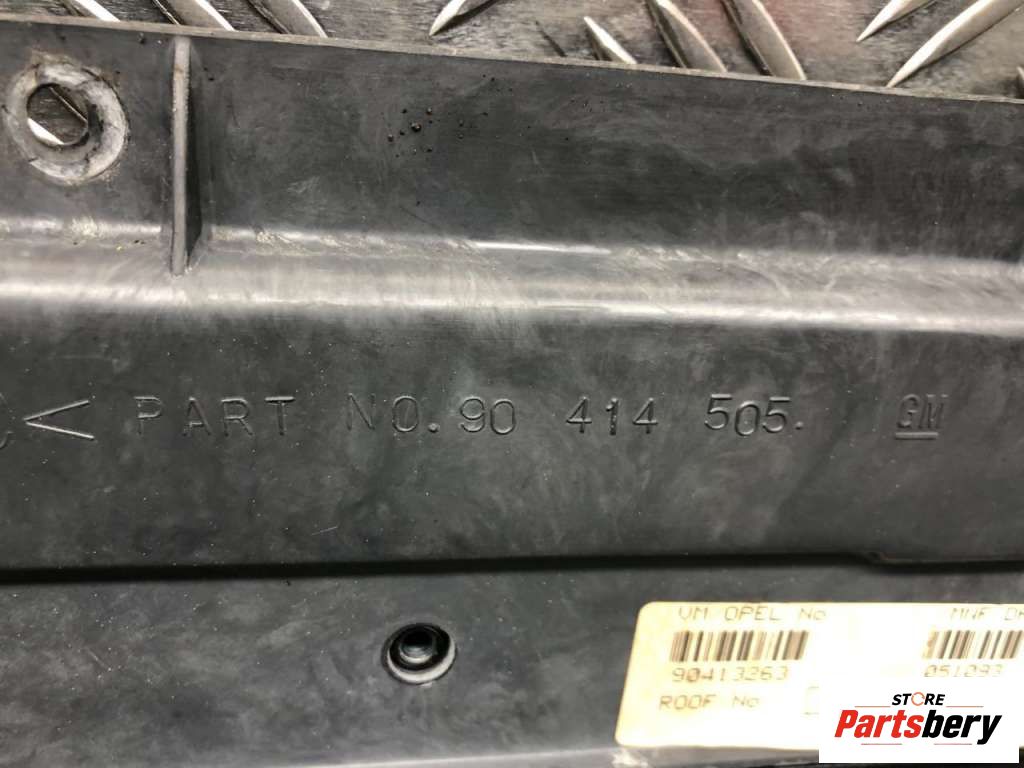 < PART NO. 90 414 505. GM
VM OPEL No
90413263
ROOF No
MNF
051093
STORE
Partsbery